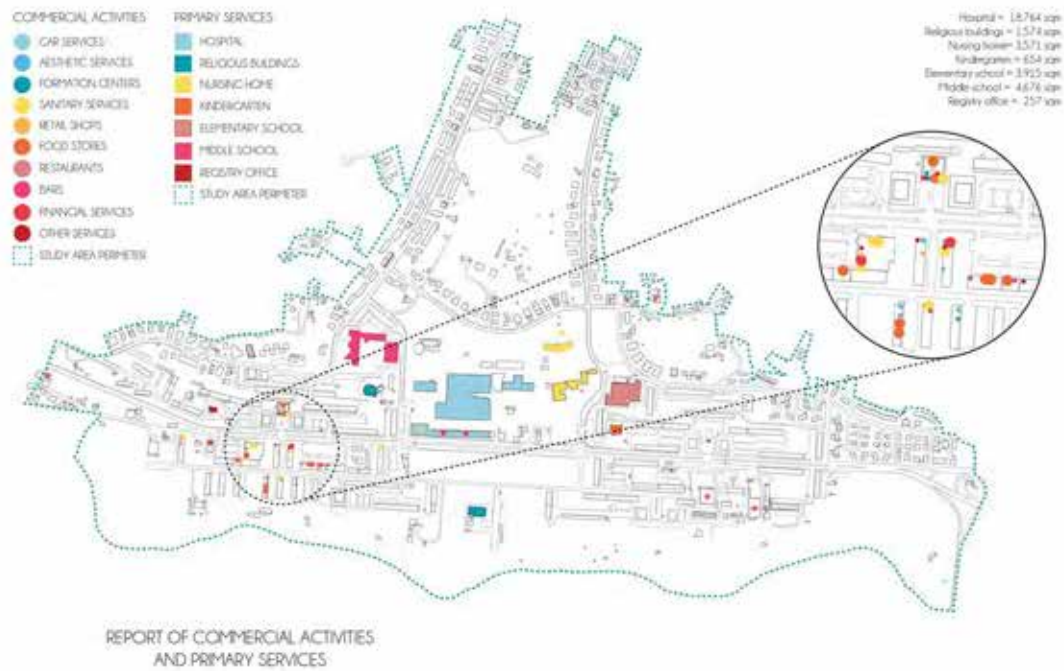 COMMERCIAL ACTIVITIES
CAR SERVICES
AESTHETIC SERVICES
FORMATION CENTERS
SANITARY SERVICES
RETAIL SHOPS
FOOD STORES
RESTAURANTS
BARS
FINANCIAL SERVICES
OTHER SERVICES
STUDY AREA PERIMETER
PRIMARY SERVICES
HOSPITAL
RELIGIOUS BUILDINGS
NURSING HOME
KINDERGARTEN
ELEMENTARY SCHOOL
MIDDLE SCHOOL
REGISTRY OFFICE
STUDY AREA PERIMETER
Hospital = 18,764 sqm
Religious buildings = 1,574 sqm
Nursing home= 3,571 sqm
Kindergarten = 654 sqm
Elementary school = 3,915 sqm
Middle school = 4,676 sqm
Registry office = 257 sqm
REPORT OF COMMERCIAL ACTIVITIES
AND PRIMARY SERVICES